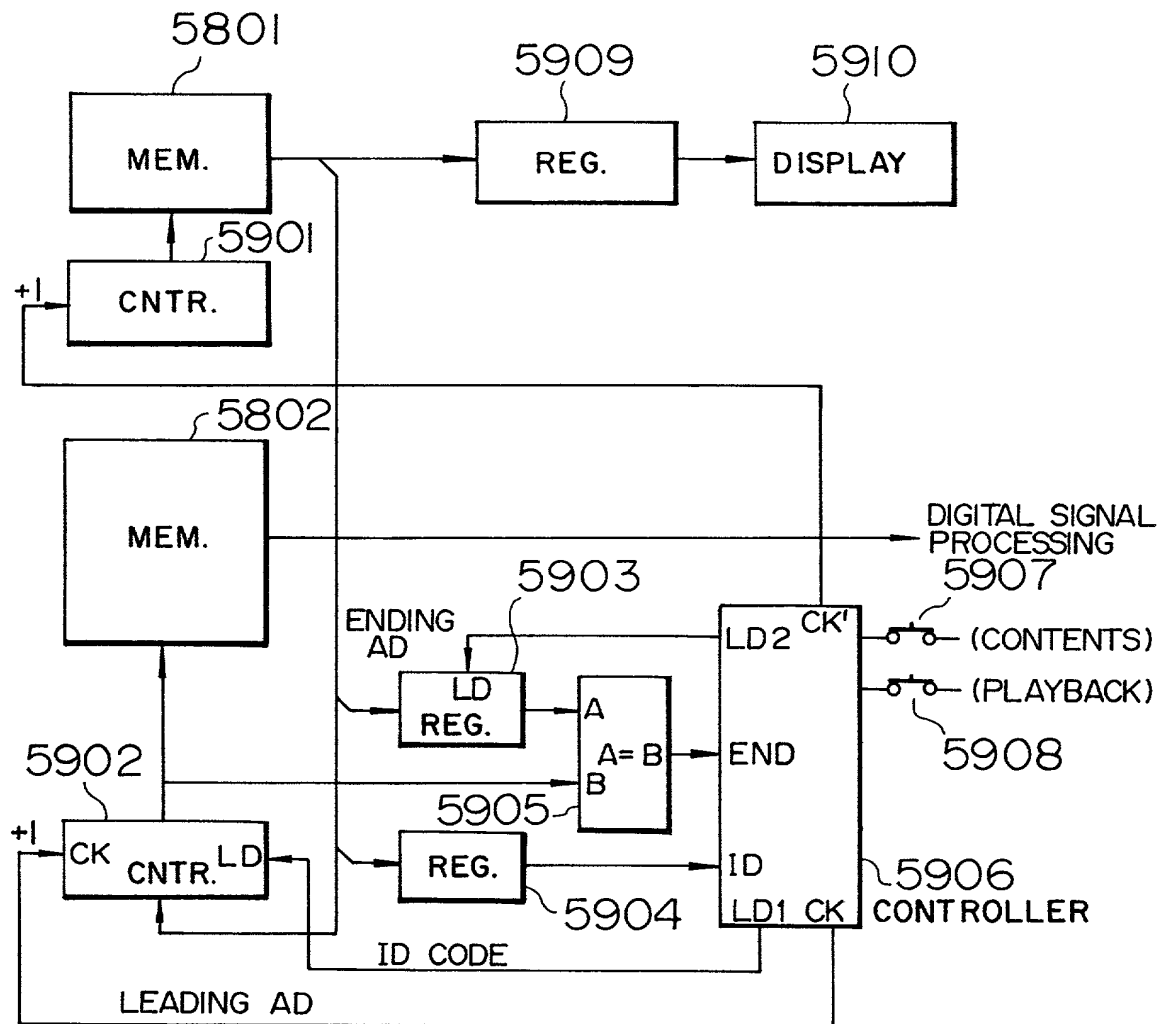 5801
5909
5910
MEM.
REG.
DISPLAY
5901
+1
CNTR.
5802
MEM.
DIGITAL SIGNAL
PROCESSING
5903
5907
ENDING
AD
CK'
LD2
(CONTENTS)
LD
REG.
A
(PLAYBACK)
5902
A=B
END
5908
B
5905
+1
CK
LD
CNTR.
REG.
ID
5906
5904
LD1
CK
CONTROLLER
ID CODE
LEADING AD